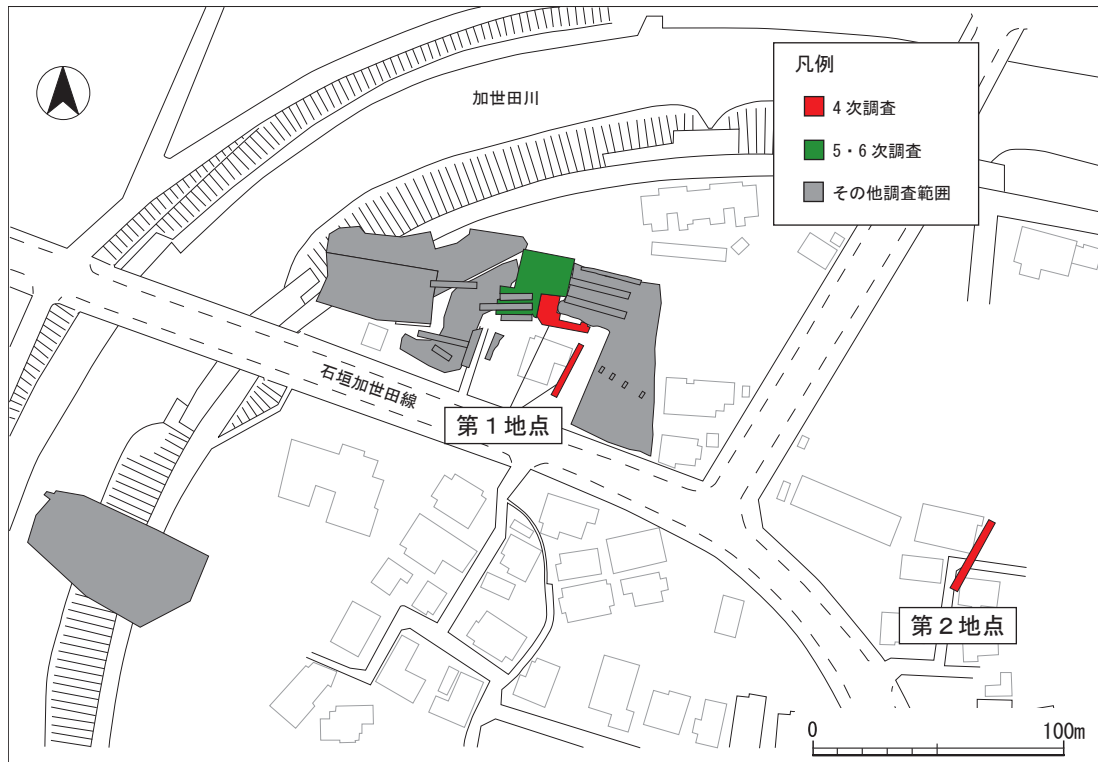 加世田川
凡例
4次調査
5・6次調査
その他調査範囲
石垣加世田線
第1地点
第2地点
0 100m